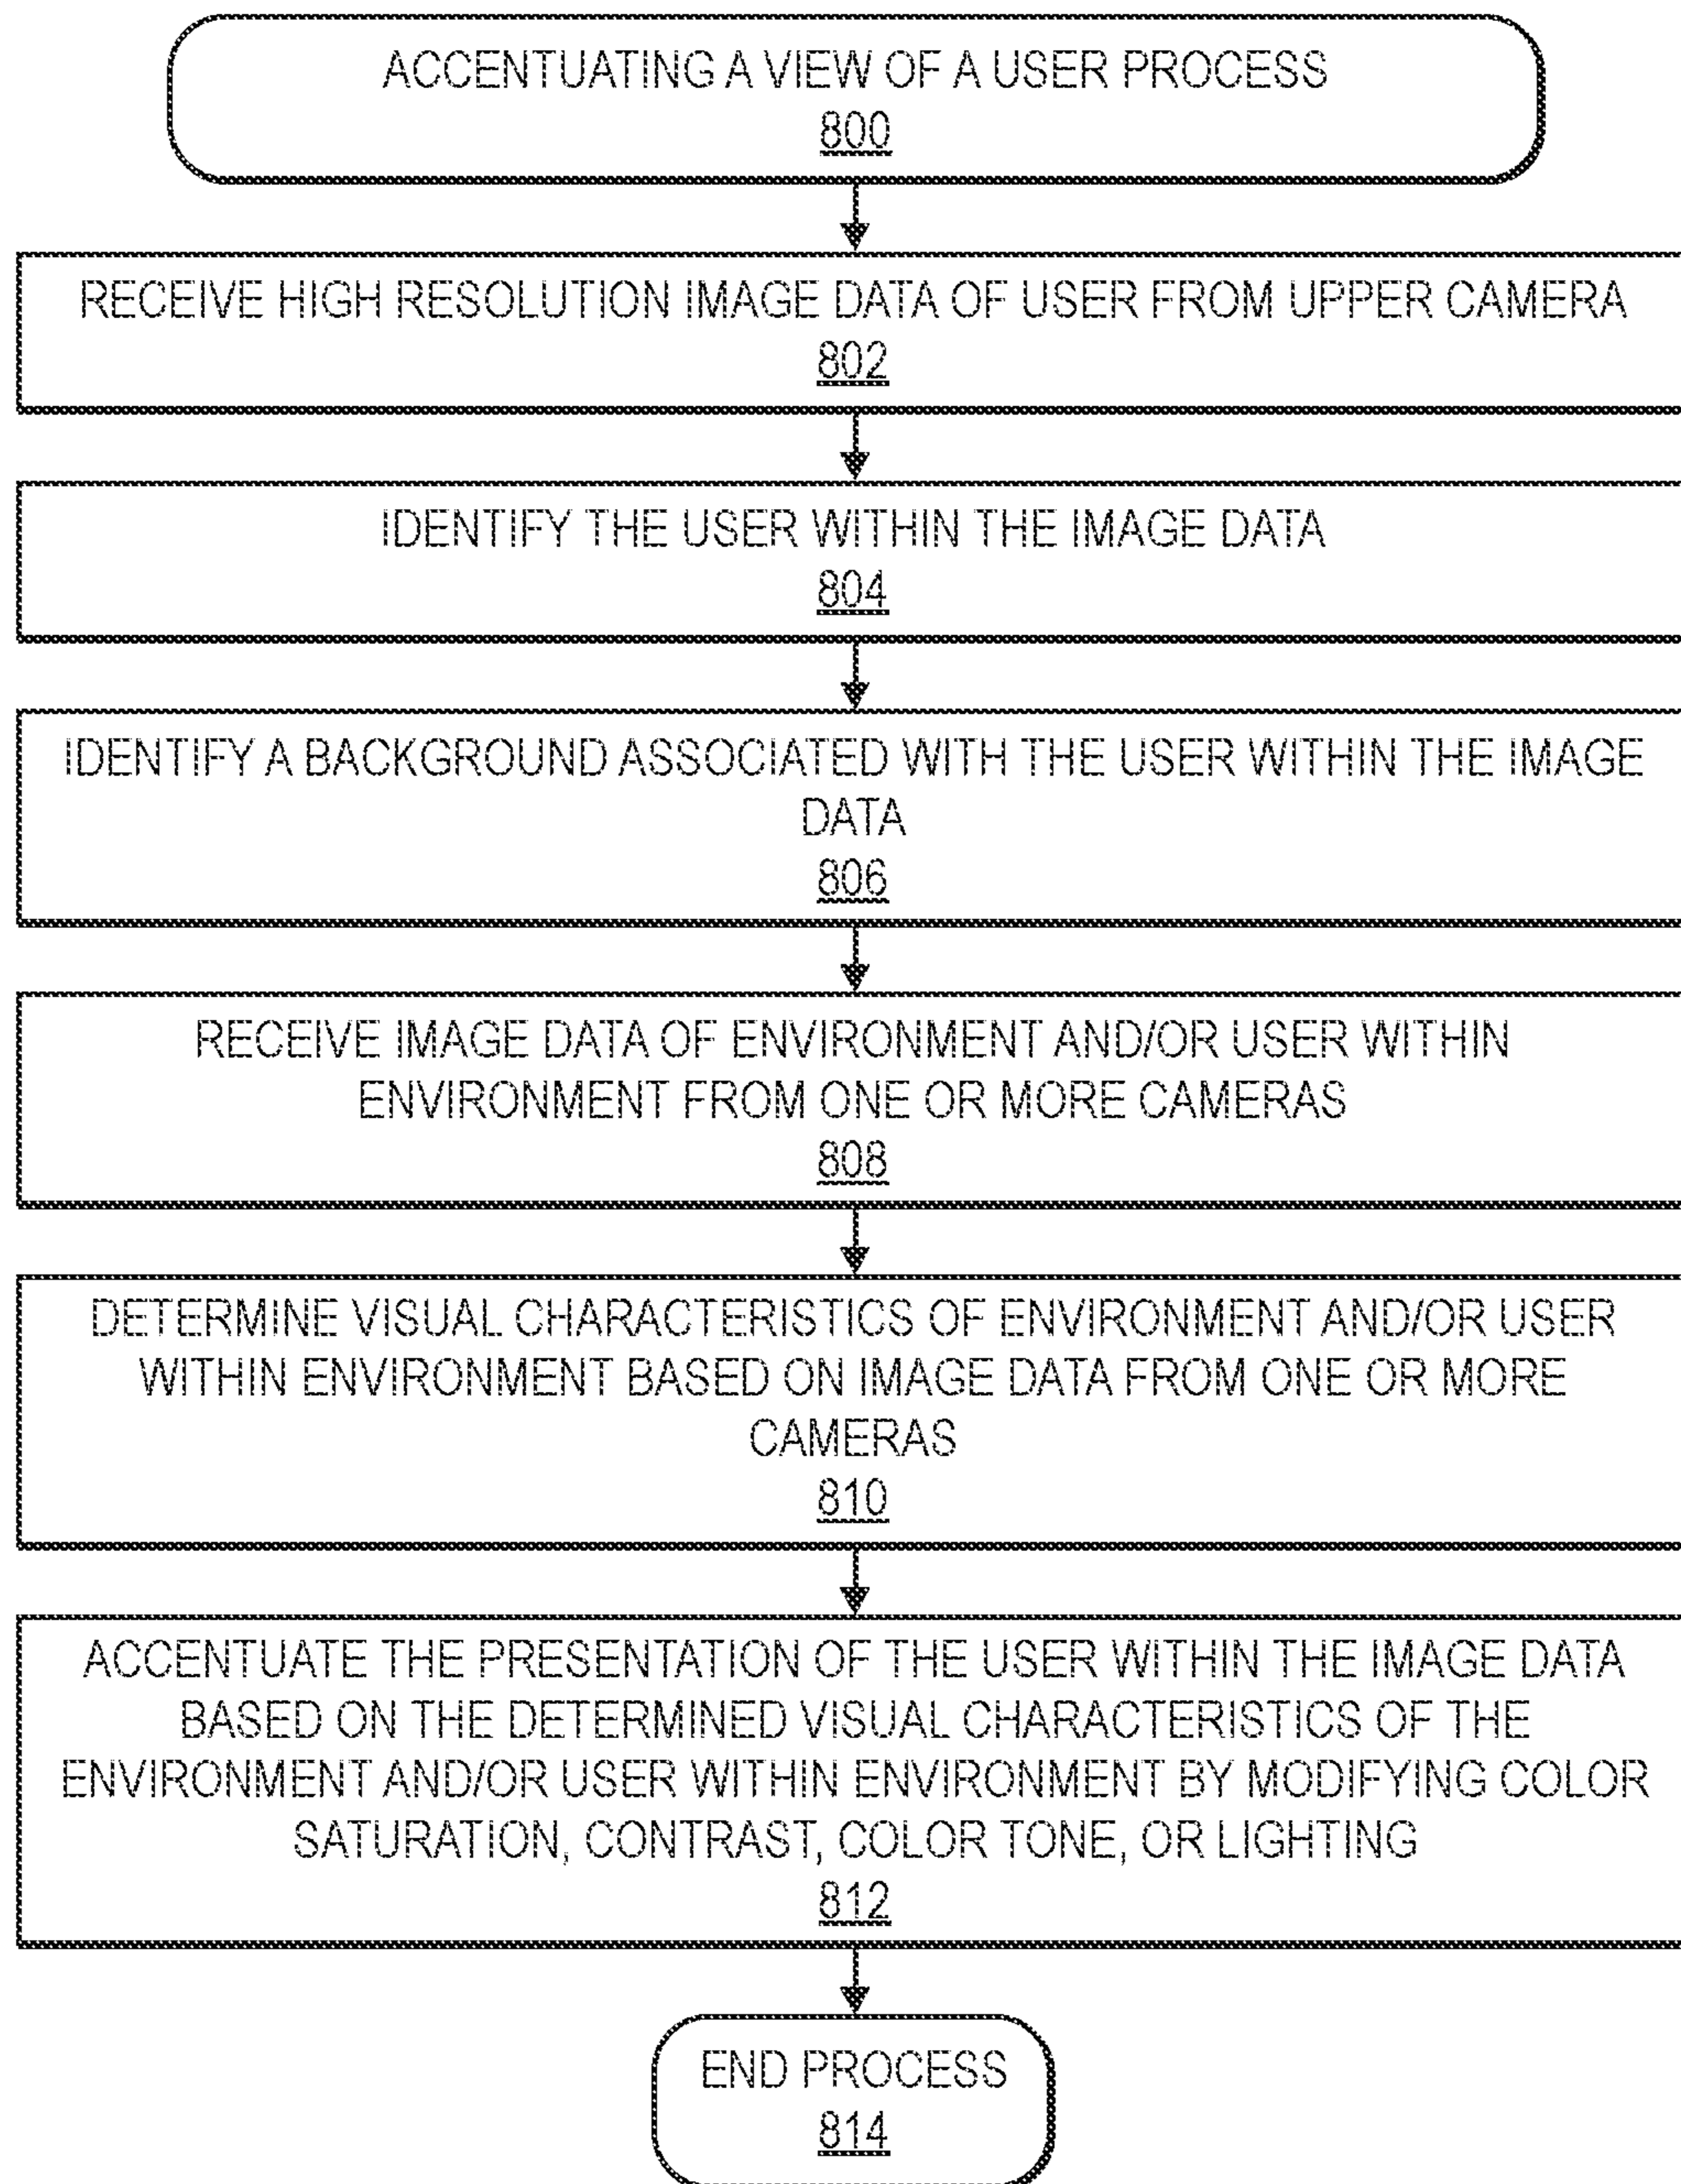 ACCENTUATING A VIEW OF A USER PROCESS
800
RECEIVE HIGH RESOLUTION IMAGE DATA OF USER FROM UPPER CAMERA
802
IDENTIFY THE USER WITHIN THE IMAGE DATA
804
IDENTIFY A BACKGROUND ASSOCIATED WITH THE USER WITHIN THE IMAGE
DATA
806
RECEIVE IMAGE DATA OF ENVIRONMENT AND/OR USER WITHIN
ENVIRONMENT FROM ONE OR MORE CAMERAS
808
DETERMINE VISUAL CHARACTERISTICS OF ENVIRONMENT AND/OR USER
WITHIN ENVIRONMENT BASED ON IMAGE DATA FROM ONE OR MORE
CAMERAS
810
ACCENTUATE THE PRESENTATION OF THE USER WITHIN THE IMAGE DATA
BASED ON THE DETERMINED VISUAL CHARACTERISTICS OF THE
ENVIRONMENT AND/OR USER WITHIN ENVIRONMENT BY MODIFYING COLOR
SATURATION, CONTRAST, COLOR TONE, OR LIGHTING
812
END PROCESS
814